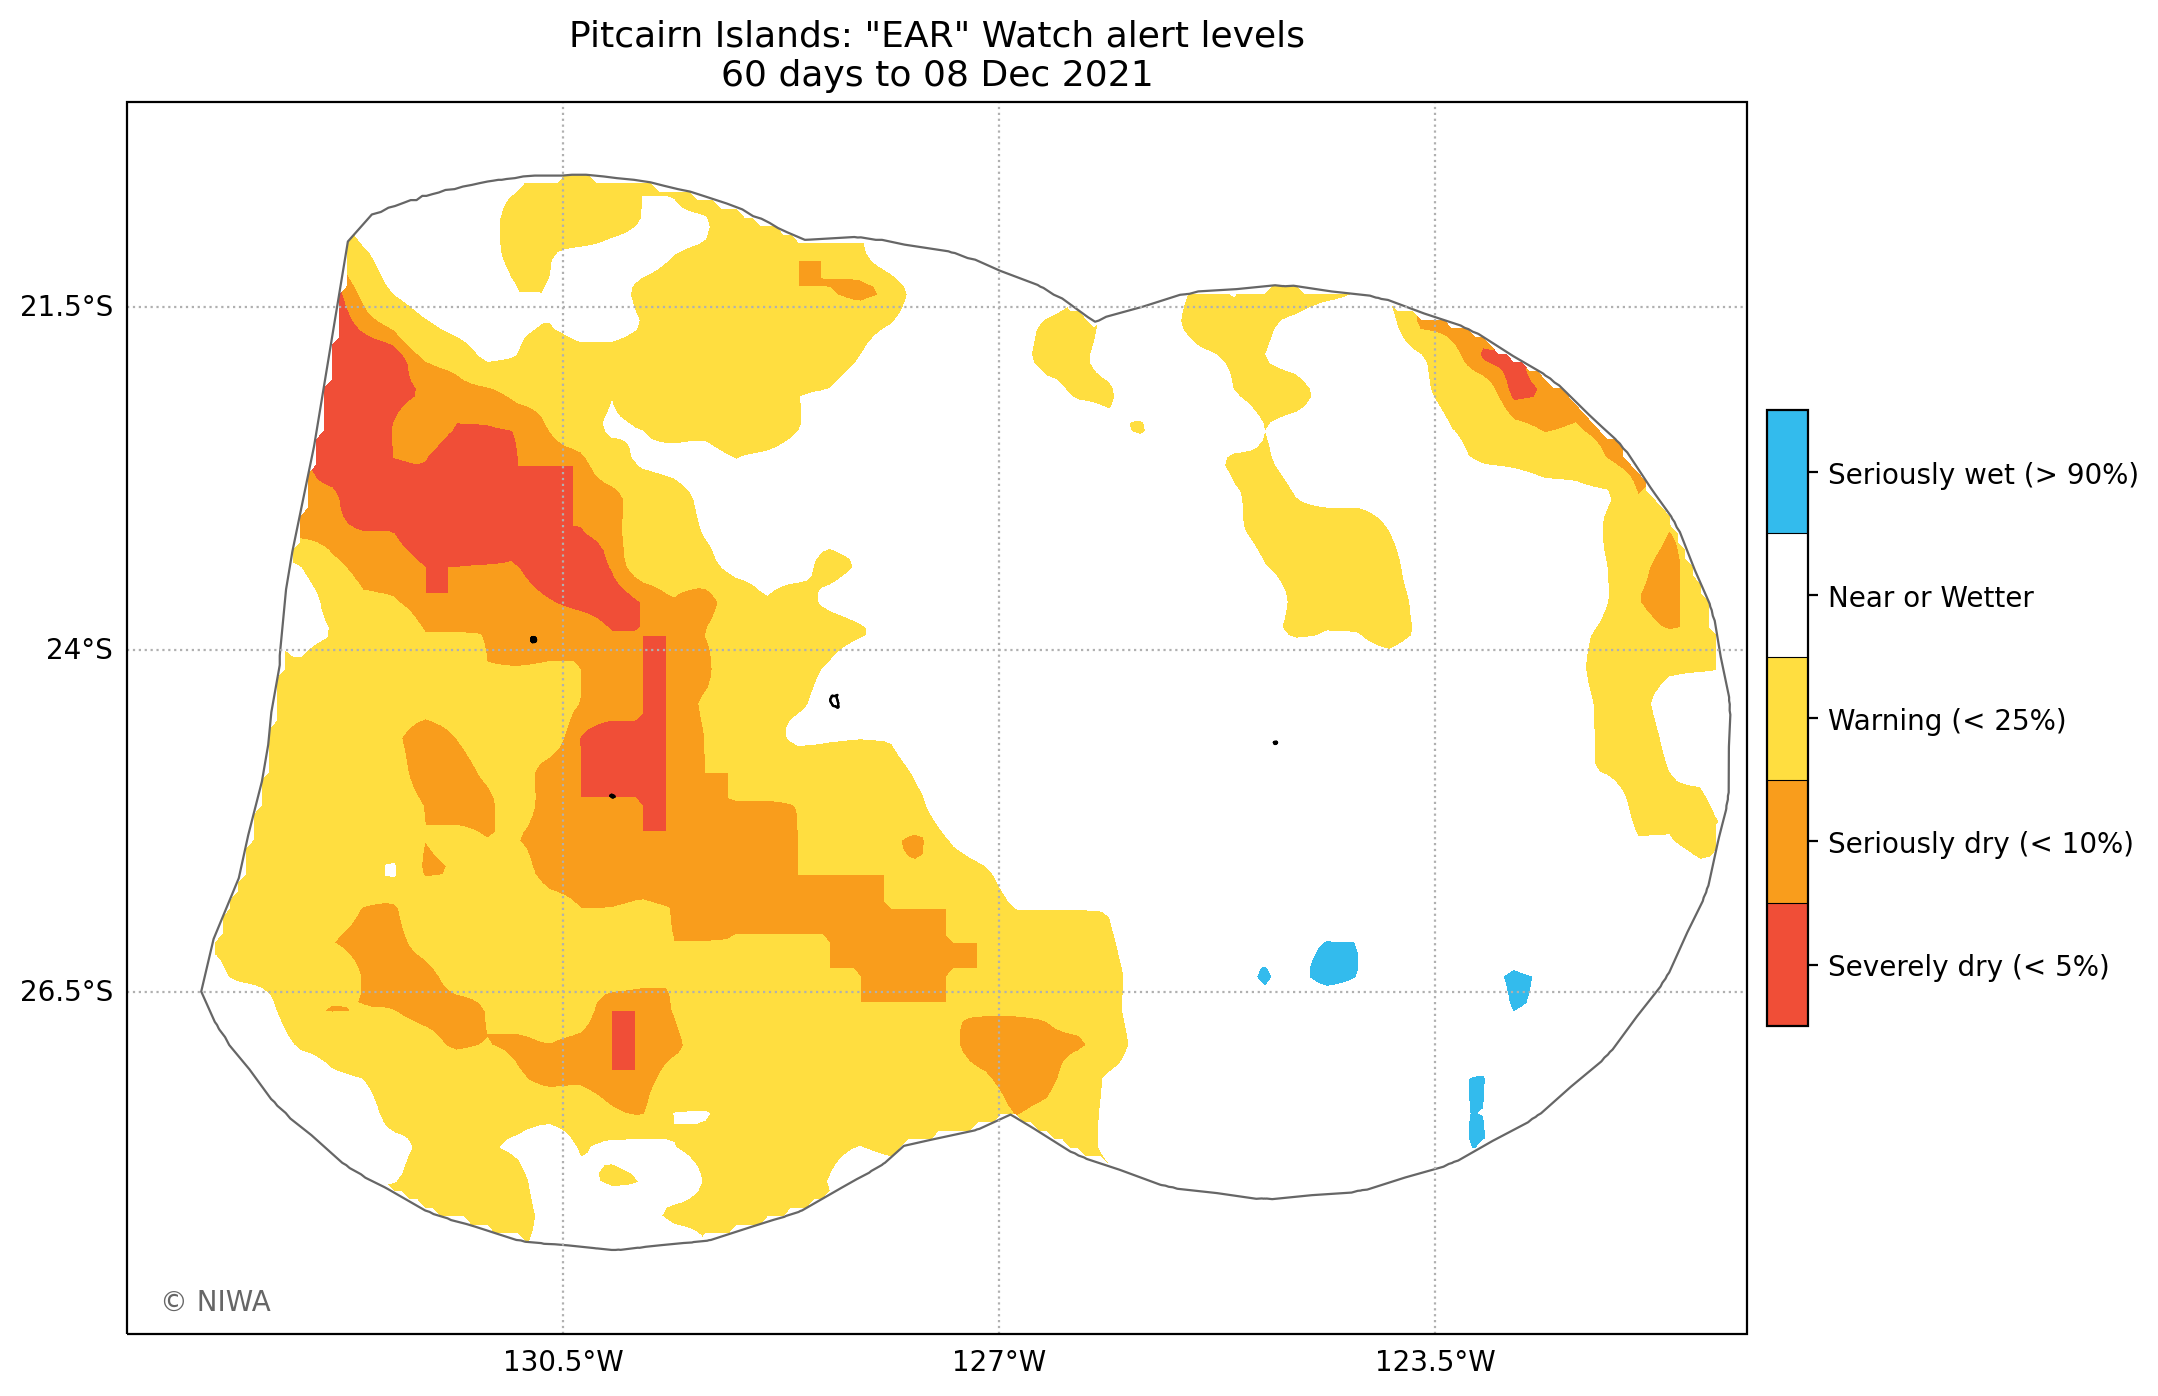 Pitcairn Islands: "EAR" Watch alert levels
60 days to 08 Dec 2021
21.5°S
24°S
26.5°S
130.5°W
127°W
123.5°W
Seriously wet (> 90%)
Near or Wetter
Warning (< 25%)
Seriously dry (< 10%)
Severely dry (< 5%)
© NIWA